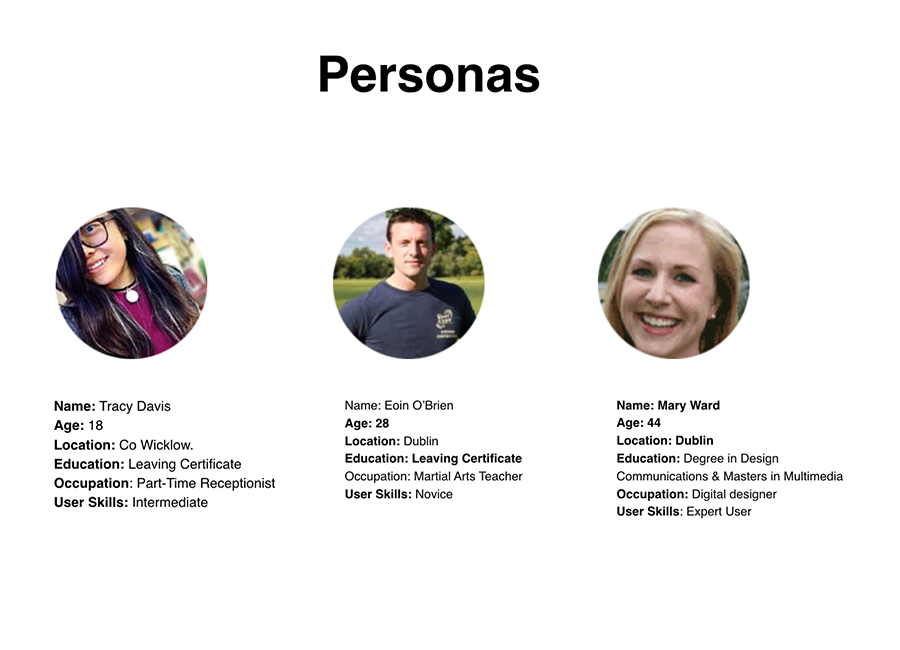 Personas
Name: Tracy Davis
Age: 18
Location: Co Wicklow.
Education: Leaving Certificate
Occupation: Part-Time Receptionist
User Skills: Intermediate
Name: Eoin O’Brien
Age: 28
Location: Dublin
Education: Leaving Certificate
Occupation: Martial Arts Teacher
User Skills: Novice
Name: Mary Ward
Age: 44
Location: Dublin
Education: Degree in Design
Communications & Masters in Multimedia
Occupation: Digital designer
User Skills: Expert User